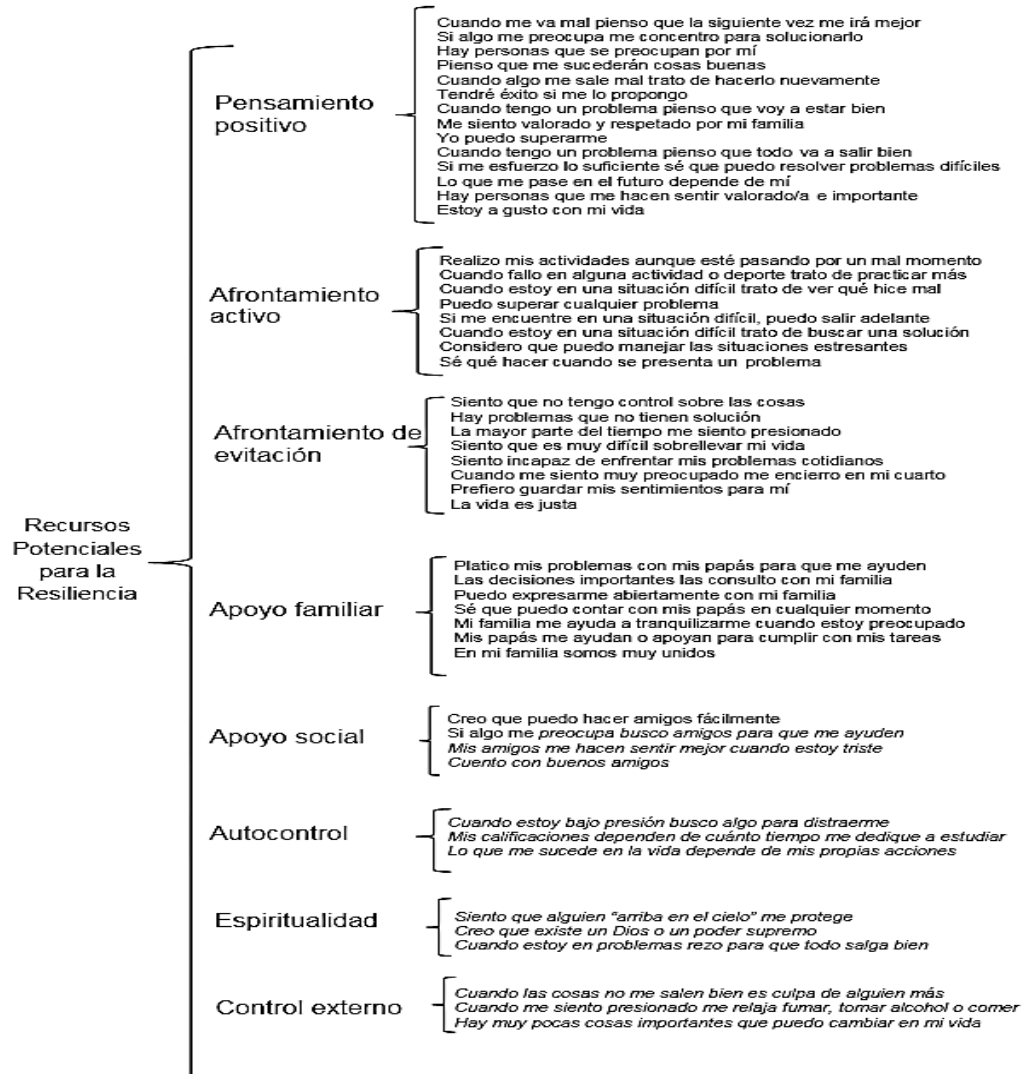 Recursos
Potenciales
para la
Resiliencia
Pensamiento
positivo
Cuando me va mal pienso que la siguiente vez me irá mejor
Si algo me preocupa me concentro para solucionarlo
Hay personas que se preocupan por mí
Pienso que me sucederán cosas buenas
Cuando algo me sale mal trato de hacerlo nuevamente
Tendré éxito si me lo propongo
Cuando tengo un problema pienso que voy a estar bien
Me siento valorado y respetado por mi familia
Yo puedo superarme
Cuando tengo un problema pienso que todo va a salir bien
Si me esfuerzo lo suficiente sé que puedo resolver problemas difíciles
Lo que me pase en el futuro depende de mí
Hay personas que me hacen sentir valorado/a e importante
Estoy a gusto con mi vida
Afrontamiento
activo
Realizo mis actividades aunque esté pasando por un mal momento
Cuando fallo en alguna actividad o deporte trato de practicar más
Cuando estoy en una situación difícil trato de ver qué hice mal
Puedo superar cualquier problema
Si me encuentre en una situación difícil, puedo salir adelante
Cuando estoy en una situación difícil trato de buscar una solución
Considero que puedo manejar las situaciones estresantes
Sé qué hacer cuando se presenta un problema
Afrontamiento de
evitación
Siento que no tengo control sobre las cosas
Hay problemas que no tienen solución
La mayor parte del tiempo me siento presionado
Siento que es muy difícil sobrellevar mi vida
Siento incapaz de enfrentar mis problemas cotidianos
Cuando me siento muy preocupado me encierro en mi cuarto
Prefiero guardar mis sentimientos para mí
La vida es justa
Apoyo familiar
Platico mis problemas con mis papás para que me ayuden
Las decisiones importantes las consulto con mi familia
Puedo expresarme abiertamente con mi familia
Sé que puedo contar con mis papás en cualquier momento
Mi familia me ayuda a tranquilizarme cuando estoy preocupado
Mis papás me ayudan o apoyan para cumplir con mis tareas
En mi familia somos muy unidos
Apoyo social
Creo que puedo hacer amigos fácilmente
Si algo me preocupa busco amigos para que me ayuden
Mis amigos me hacen sentir mejor cuando estoy triste
Cuento con buenos amigos
Autocontrol
Cuando estoy bajo presión busco algo para distraerme
Mis calificaciones dependen de cuánto tiempo me dedique a estudiar
Lo que me sucede en la vida depende de mis propias acciones
Espiritualidad
Siento que alguien “arriba en el cielo” me protege
Creo que existe un Dios o un poder supremo
Cuando estoy en problemas rezo para que todo salga bien
Control externo
Cuando las cosas no me salen bien es culpa de alguien más
Cuando me siento presionado me relaja fumar, tomar alcohol o comer
Hay muy pocas cosas importantes que puedo cambiar en mi vida